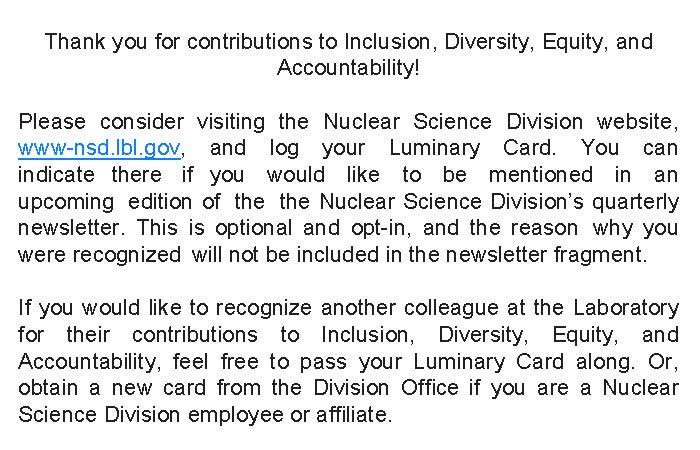 Thank you for contributions to Inclusion, Diversity, Equity, and
Accountability!
Please consider visiting the Nuclear Science Division website,
www-nsd.lbl.gov, and log your Luminary Card. You can
indicate there if you would like to be mentioned in an
upcoming edition of the the Nuclear Science Division’s quarterly
newsletter. This is optional and opt-in, and the reason why you
were recognized will not be included in the newsletter fragment.
If you would like to recognize another colleague at the Laboratory
for their contributions to Inclusion, Diversity, Equity, and
Accountability, feel free to pass your Luminary Card along. Or,
obtain a new card from the Division Office if you are a Nuclear
Science Division employee or affiliate.